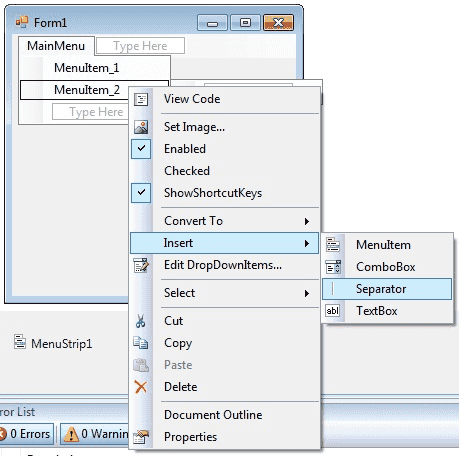 Form1
MainMenu Type Here
MenuItem_1
MenuItem_2
Type Here
View Code
Set Image...
Enabled
Checked
ShowShortcutKeys
Convert To
Insert
Edit DropDownItems...
Select
Cut
Copy
Paste
Delete
Document Outline
Properties
MenuItem
ComboBox
Separator
abl TextBox
MenuStrip1
ror List
0 Errors 0 Warnin